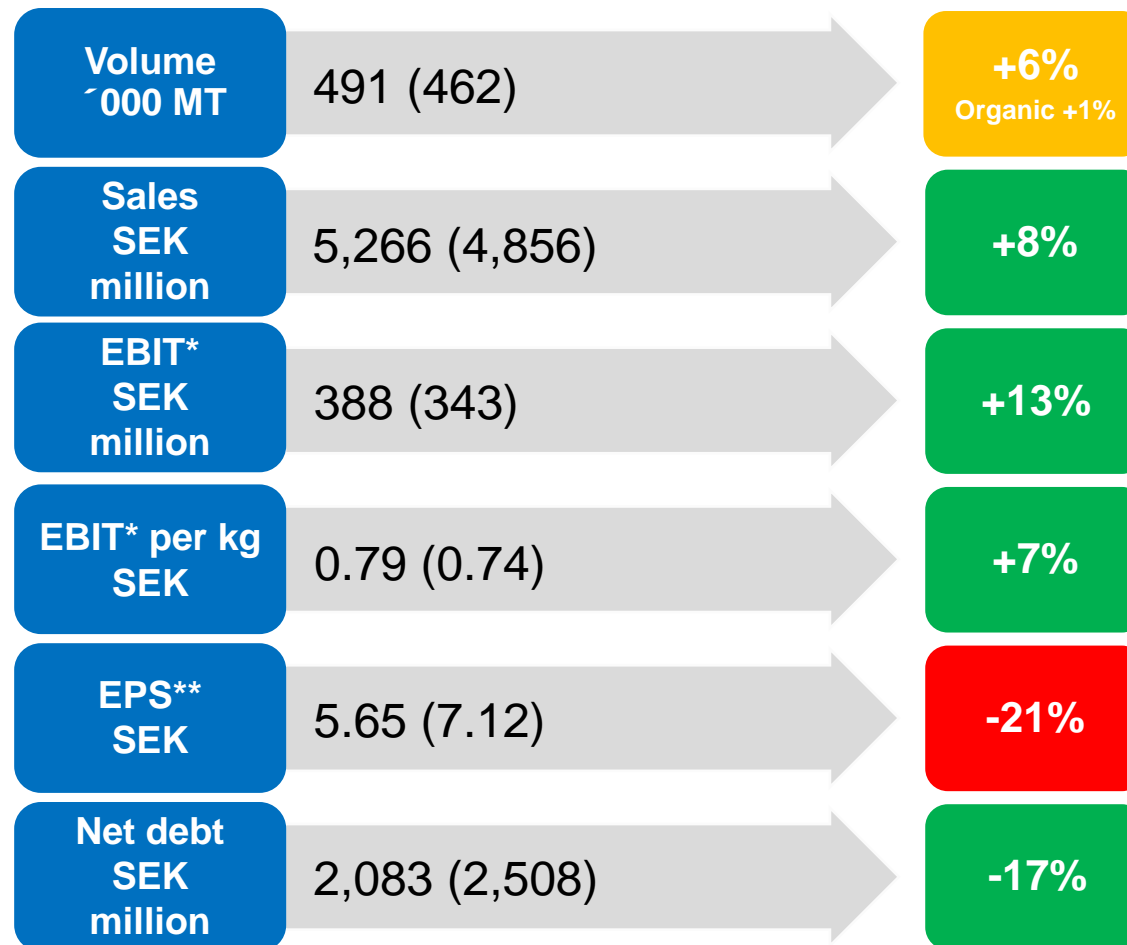 Volume
´000 MT
491 (462)
+6%
Organic +1%
Sales
SEK
million
5,266 (4,856)
+8%
EBIT*
SEK
million
388 (343)
+13%
EBIT* per kg
SEK
0.79 (0.74)
+7%
EPS**
SEK
5.65 (7.12)
-21%
Net debt
SEK
million
2,083 (2,508)
-17%